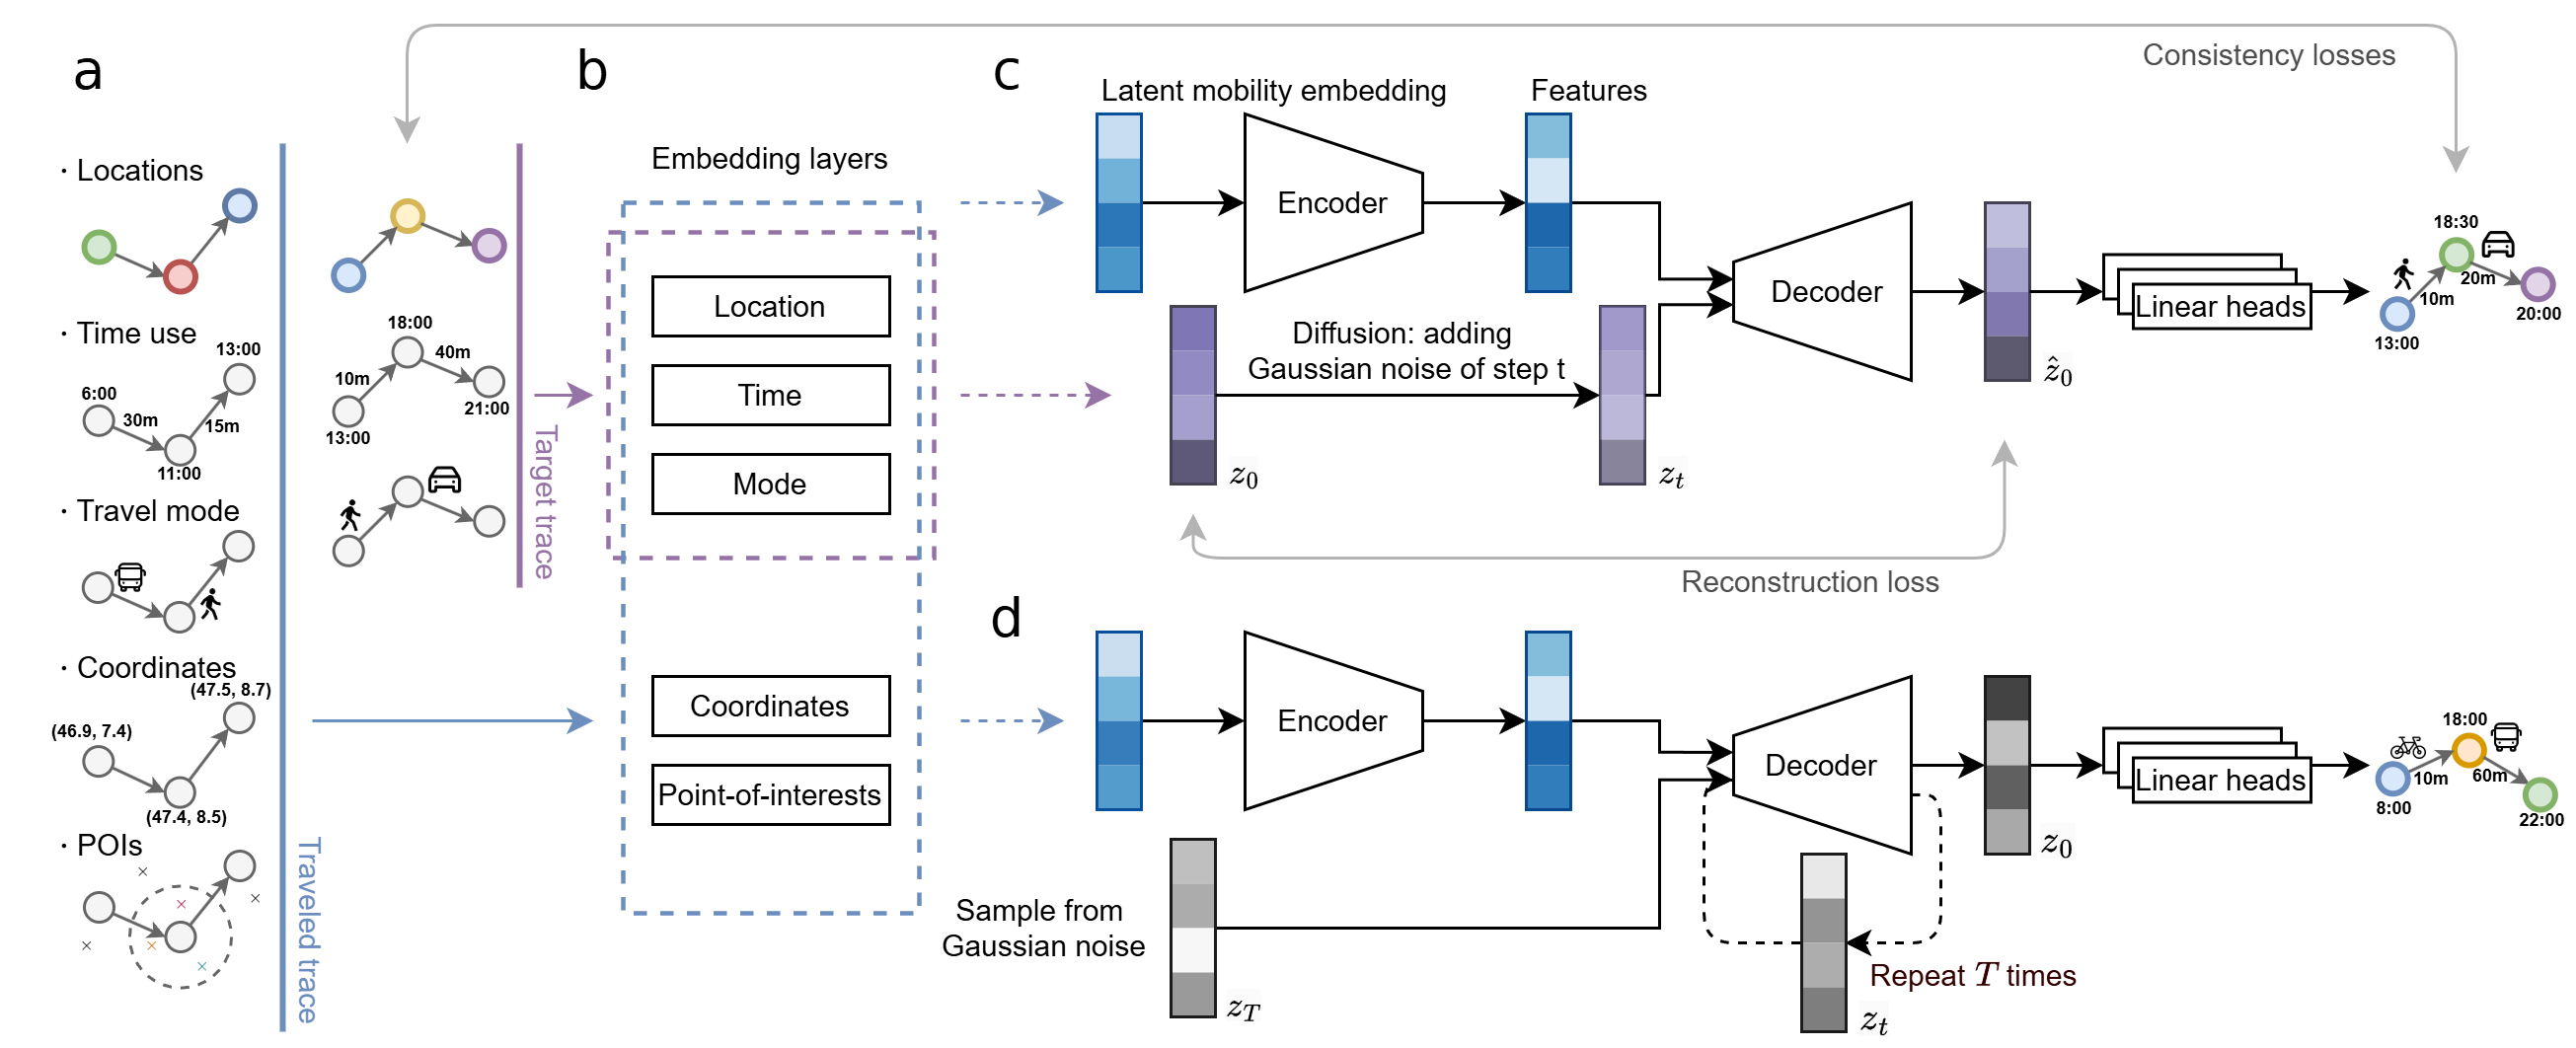 a
· Locations
· Time use
6:00
30m
11:00
15m
13:00
· Travel mode
· Coordinates
(46.9, 7.4)
(47.4, 8.5)
(47.5, 8.7)
· POIs
Traveled trace
13:00
10m
18:00
40m
21:00
Target trace
b
Embedding layers
Location
Time
Mode
Coordinates
Point-of-interests
c
Latent mobility embedding
Features
Encoder
Diffusion: adding
Gaussian noise of step t
z_0
z_t
Decoder
ẑ_0
Linear heads
Consistency losses
13:00
10m
18:30
20m
20:00
Reconstruction loss
d
Encoder
Sample from
Gaussian noise
z_T
Decoder
z_t
Repeat T times
z_0
Linear heads
8:00
10m
18:00
60m
22:00